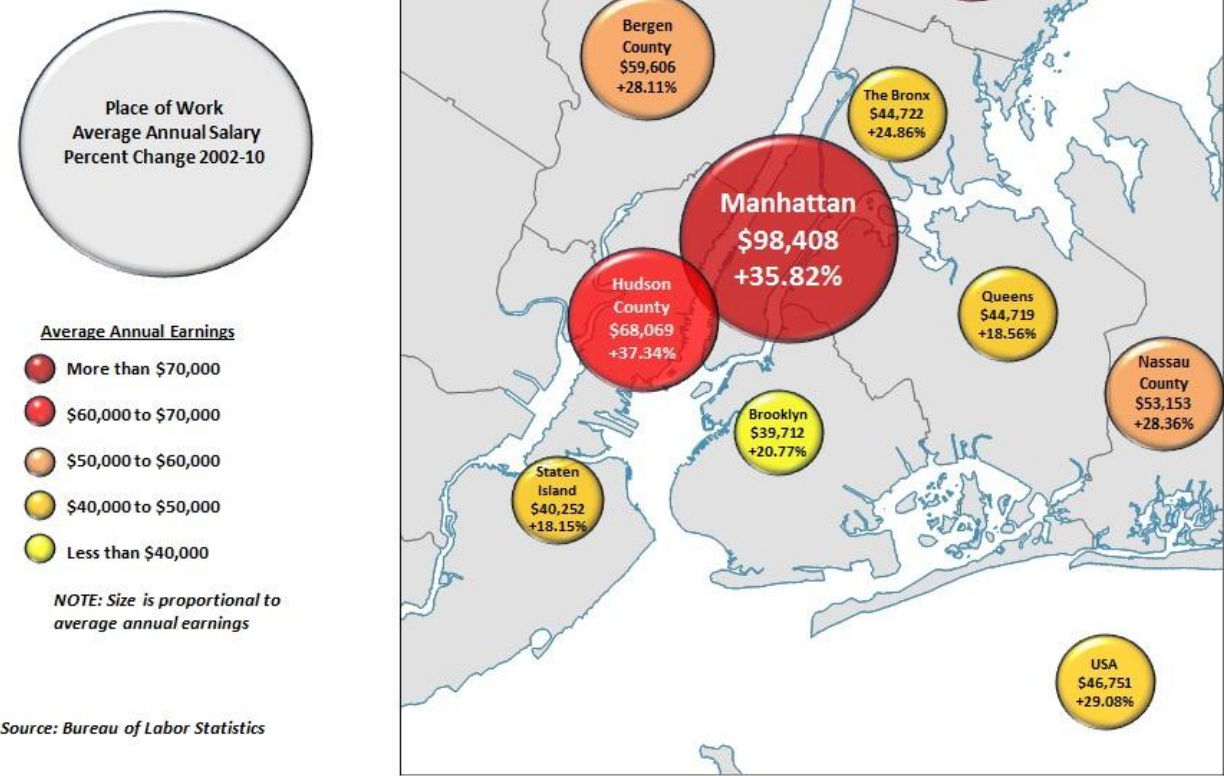 Place of Work
Average Annual Salary
Percent Change 2002-10
Average Annual Earnings
More than $70,000
$60,000 to $70,000
$50,000 to $60,000
$40,000 to $50,000
Less than $40,000
NOTE: Size is proportional to
average annual earnings
Source: Bureau of Labor Statistics
Bergen
County
$59,606
+28.11%
The Bronx
$44,722
+24.86%
Manhattan
$98,408
+35.82%
Hudson
County
$68,069
+37.34%
Queens
$44,719
+18.56%
Nassau
County
$53,153
+28.36%
Brooklyn
$39,712
+20.77%
Staten
Island
$40,252
+18.15%
USA
$46,751
+29.08%